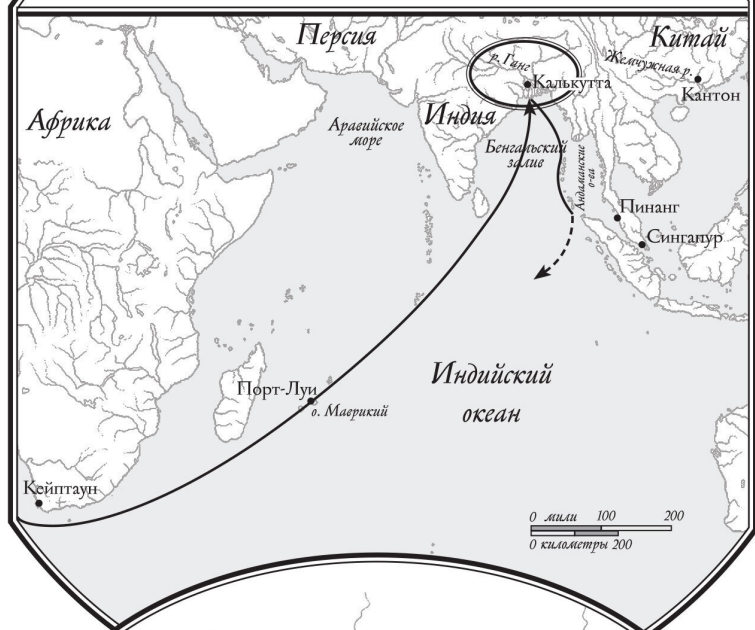 Персия
Китай
р. Ганг
Жемчужная р.
Калькутта
Кантон
Африка
Индия
Аравийское
море
Бенгальский
залив
Андаманские
о-ва
Пинанг
Сингапур
Индийский
океан
Порт-Луи
о. Маврикий
Кейптаун
0 мили 100 200
0 километры 200